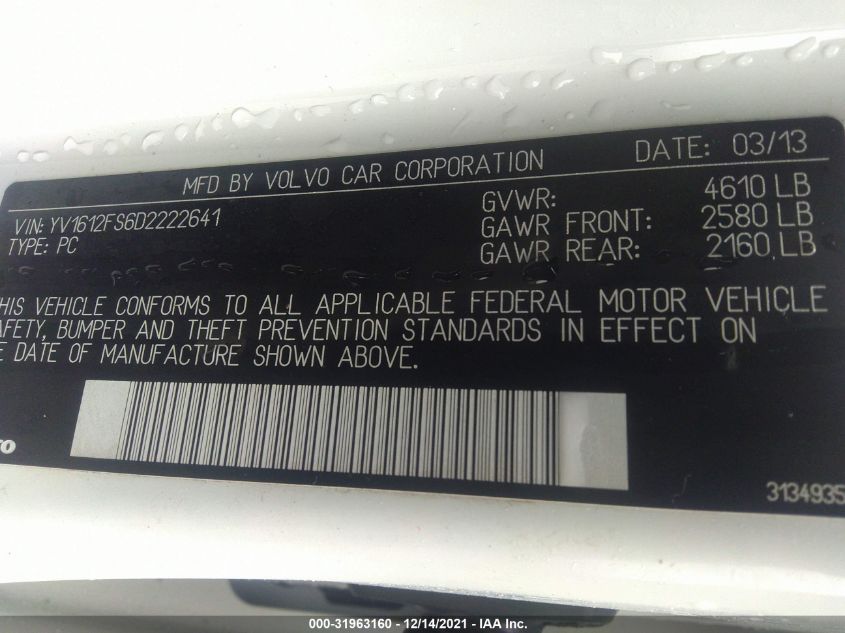 MFD BY VOLVO CAR CORPORATION DATE: 03/13
VIN: YV1612FS6D2222641
TYPE: PC
GVWR: 4610 LB
GAWR FRONT: 2580 LB
GAWR REAR: 2160 LB
HIS VEHICLE CONFORMS TO ALL APPLICABLE FEDERAL MOTOR VEHICLE
AFETY, BUMPER AND THEFT PREVENTION STANDARDS IN EFFECT ON
E DATE OF MANUFACTURE SHOWN ABOVE.
ro
3134935
000-31963160 - 12/14/2021 - IAA Inc.